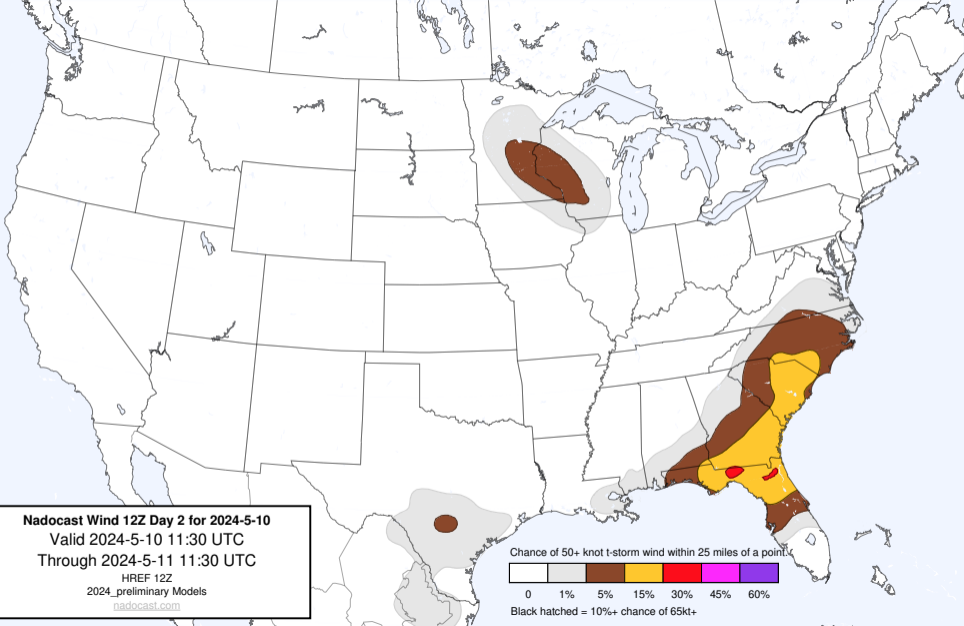 Nadocast Wind 12Z Day 2 for 2024-5-10
Valid 2024-5-10 11:30 UTC
Through 2024-5-11 11:30 UTC
HREF 12Z
2024_preliminary Models
nadocast.com
Chance of 50+ knot t-storm wind within 25 miles of a point.
0 1% 5% 15% 30% 45% 60%
Black hatched = 10%+ chance of 65kt+